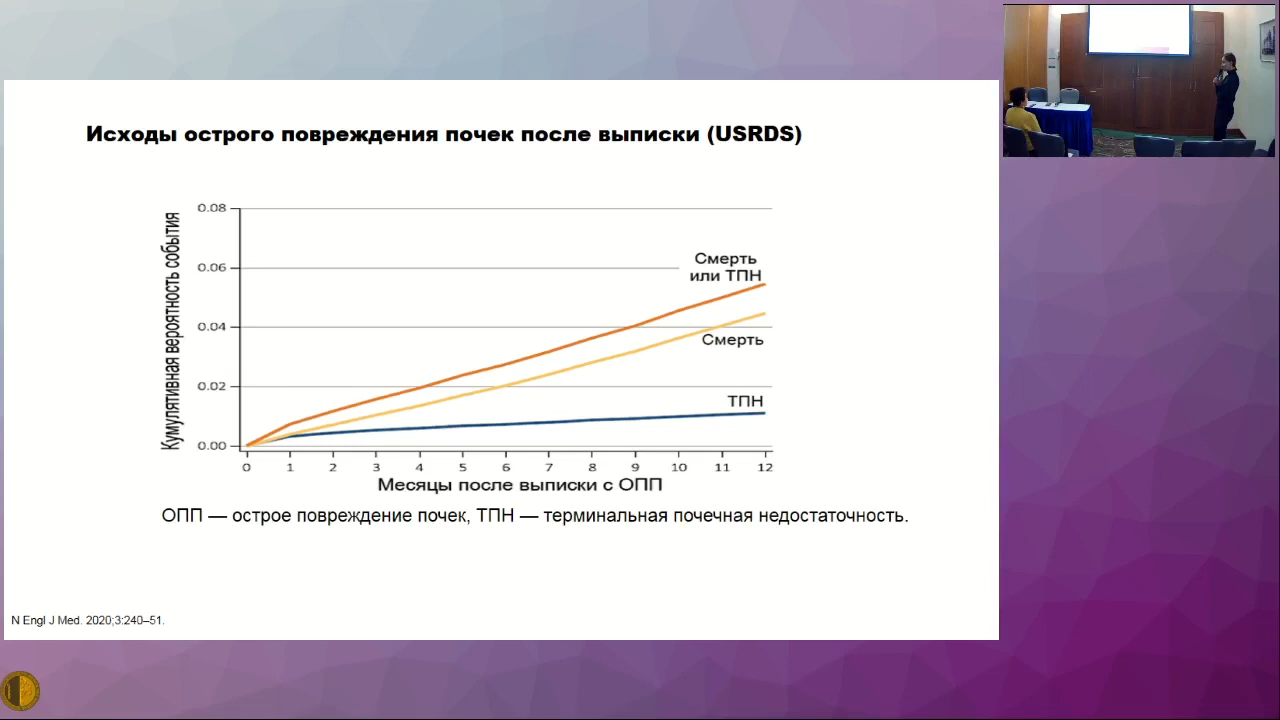 Исходы острого повреждения почек после выписки (USRDS)
Кумулятивная вероятность события
0.08
0.06
0.04
0.02
0.00
Смерть
или ТПН
Смерть
ТПН
0 1 2 3 4 5 6 7 8 9 10 11 12
Месяцы после выписки с ОПП
ОПП — острое повреждение почек, ТПН — терминальная почечная недостаточность.
N Engl J Med. 2020;3:240–51.